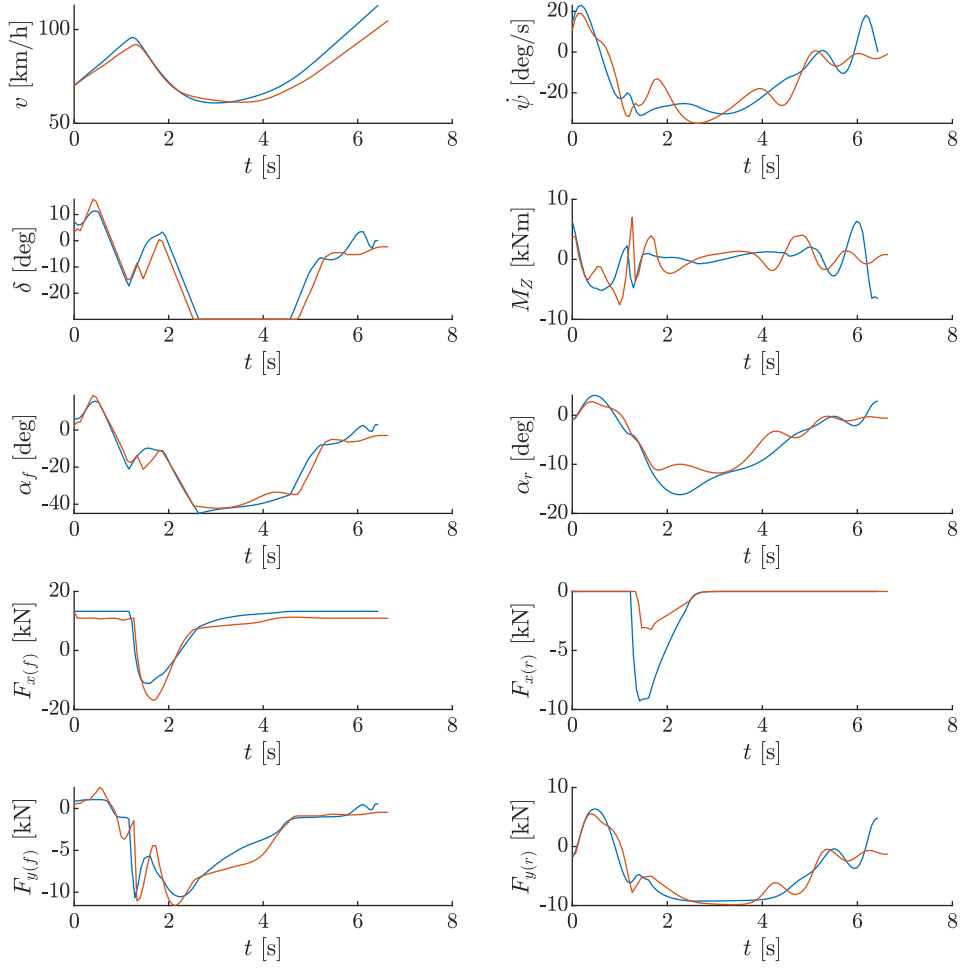 v [km/h]
100
50
0 2 4 6 8
t [s]
ψ̇ [deg/s]
20
0
-20
0 2 4 6 8
t [s]
δ [deg]
10
0
-10
-20
0 2 4 6 8
t [s]
M_Z [kNm]
10
0
-10
0 2 4 6 8
t [s]
α_f [deg]
0
-20
-40
0 2 4 6 8
t [s]
α_r [deg]
0
-10
-20
0 2 4 6 8
t [s]
F_x(f) [kN]
20
0
-20
0 2 4 6 8
t [s]
F_x(r) [kN]
0
-5
-10
0 2 4 6 8
t [s]
F_y(f) [kN]
0
-5
-10
0 2 4 6 8
t [s]
F_y(r) [kN]
10
0
-10
0 2 4 6 8
t [s]